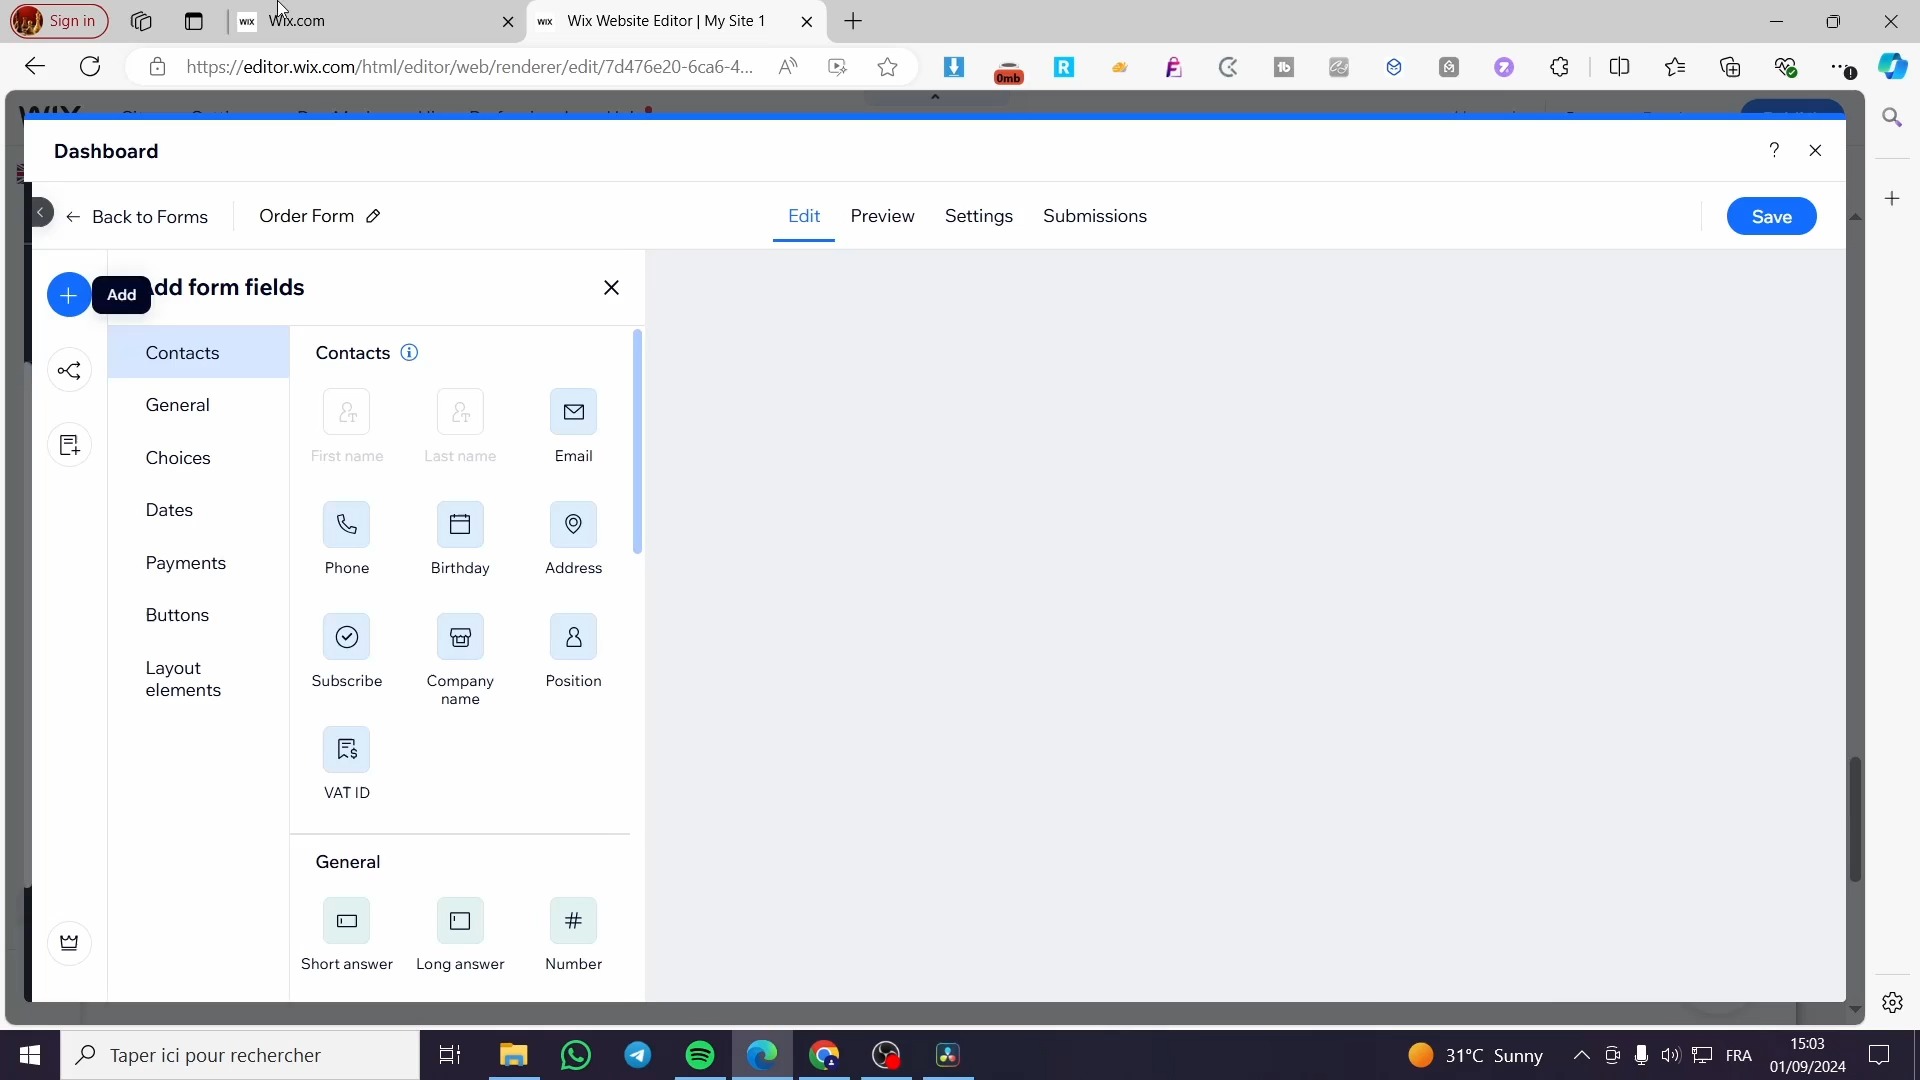 Sign in
WIX Wix.com
WIX Wix Website Editor | My Site 1
https://editor.wix.com/html/editor/web/renderer/edit/7d476e20-6ca6-4...
0mb
Dashboard
?
Back to Forms
Order Form
Edit
Preview
Settings
Submissions
Save
Add
Add form fields
Contacts
General
Choices
Dates
Payments
Buttons
Layout
elements
Contacts
First name
Last name
Email
Phone
Birthday
Address
Subscribe
Company
name
Position
VAT ID
General
Short answer
Long answer
Number
Taper ici pour rechercher
31°C Sunny
FRA
15:03
01/09/2024